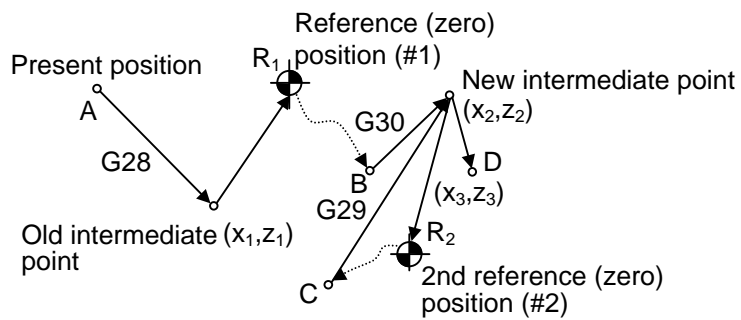 Reference (zero)
position (#1)
R₁
Present position
A
G28
Old intermediate (x₁,z₁)
point
New intermediate point
(x₂,z₂)
G30
B
D
(x₃,z₃)
G29
R₂
C
2nd reference (zero)
position (#2)